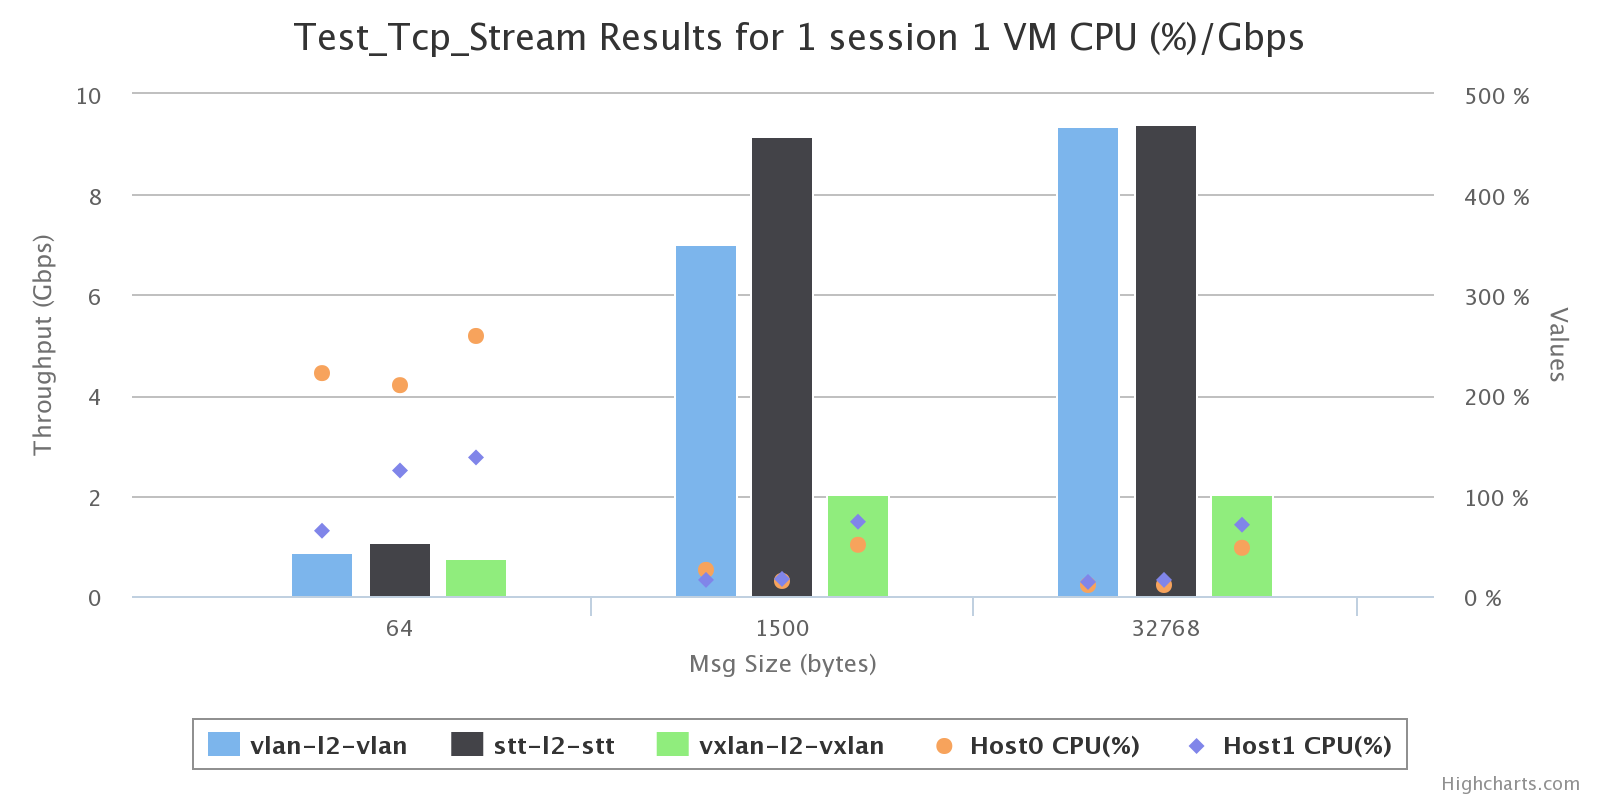 Test_Tcp_Stream Results for 1 session 1 VM CPU (%)/Gbps
10
8
6
4
2
0
Throughput (Gbps)
500 %
400 %
300 %
200 %
100 %
0 %
Values
64
1500
32768
Msg Size (bytes)
vlan-l2-vlan
stt-l2-stt
vxlan-l2-vxlan
Host0 CPU(%)
Host1 CPU(%)
Highcharts.com